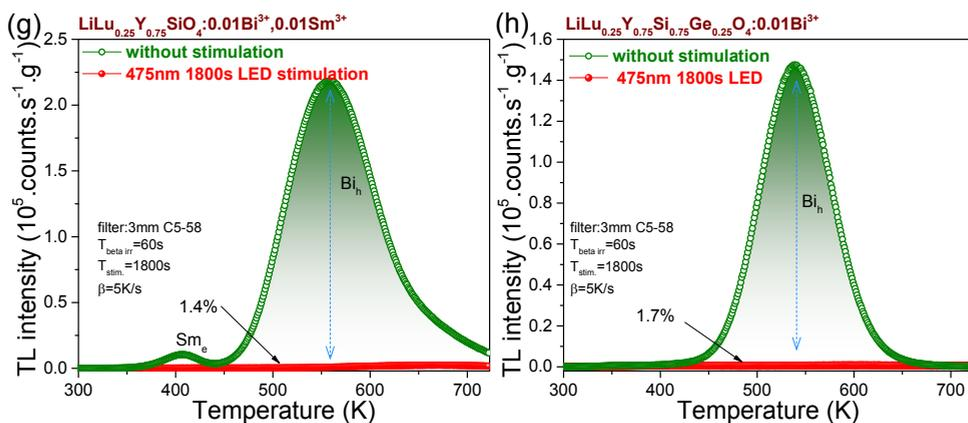 (g)
LiLu0.25Y0.75SiO4:0.01Bi3+,0.01Sm3+
without stimulation
475nm 1800s LED stimulation
TL intensity (10^5.counts.s^-1.g^-1)
2.5
2.0
1.5
1.0
0.5
0.0
Bih
filter:3mm C5-58
Tbeta irr=60s
Tstim.=1800s
β=5K/s
1.4%
Sme
300 400 500 600 700
Temperature (K)
(h)
LiLu0.25Y0.75Si0.75Ge0.25O4:0.01Bi3+
without stimulation
475nm 1800s LED
TL intensity (10^5.counts.s^-1.g^-1)
1.6
1.4
1.2
1.0
0.8
0.6
0.4
0.2
0.0
Bih
filter:3mm C5-58
Tbeta irr=60s
Tstim.=1800s
β=5K/s
1.7%
300 400 500 600 700
Temperature (K)